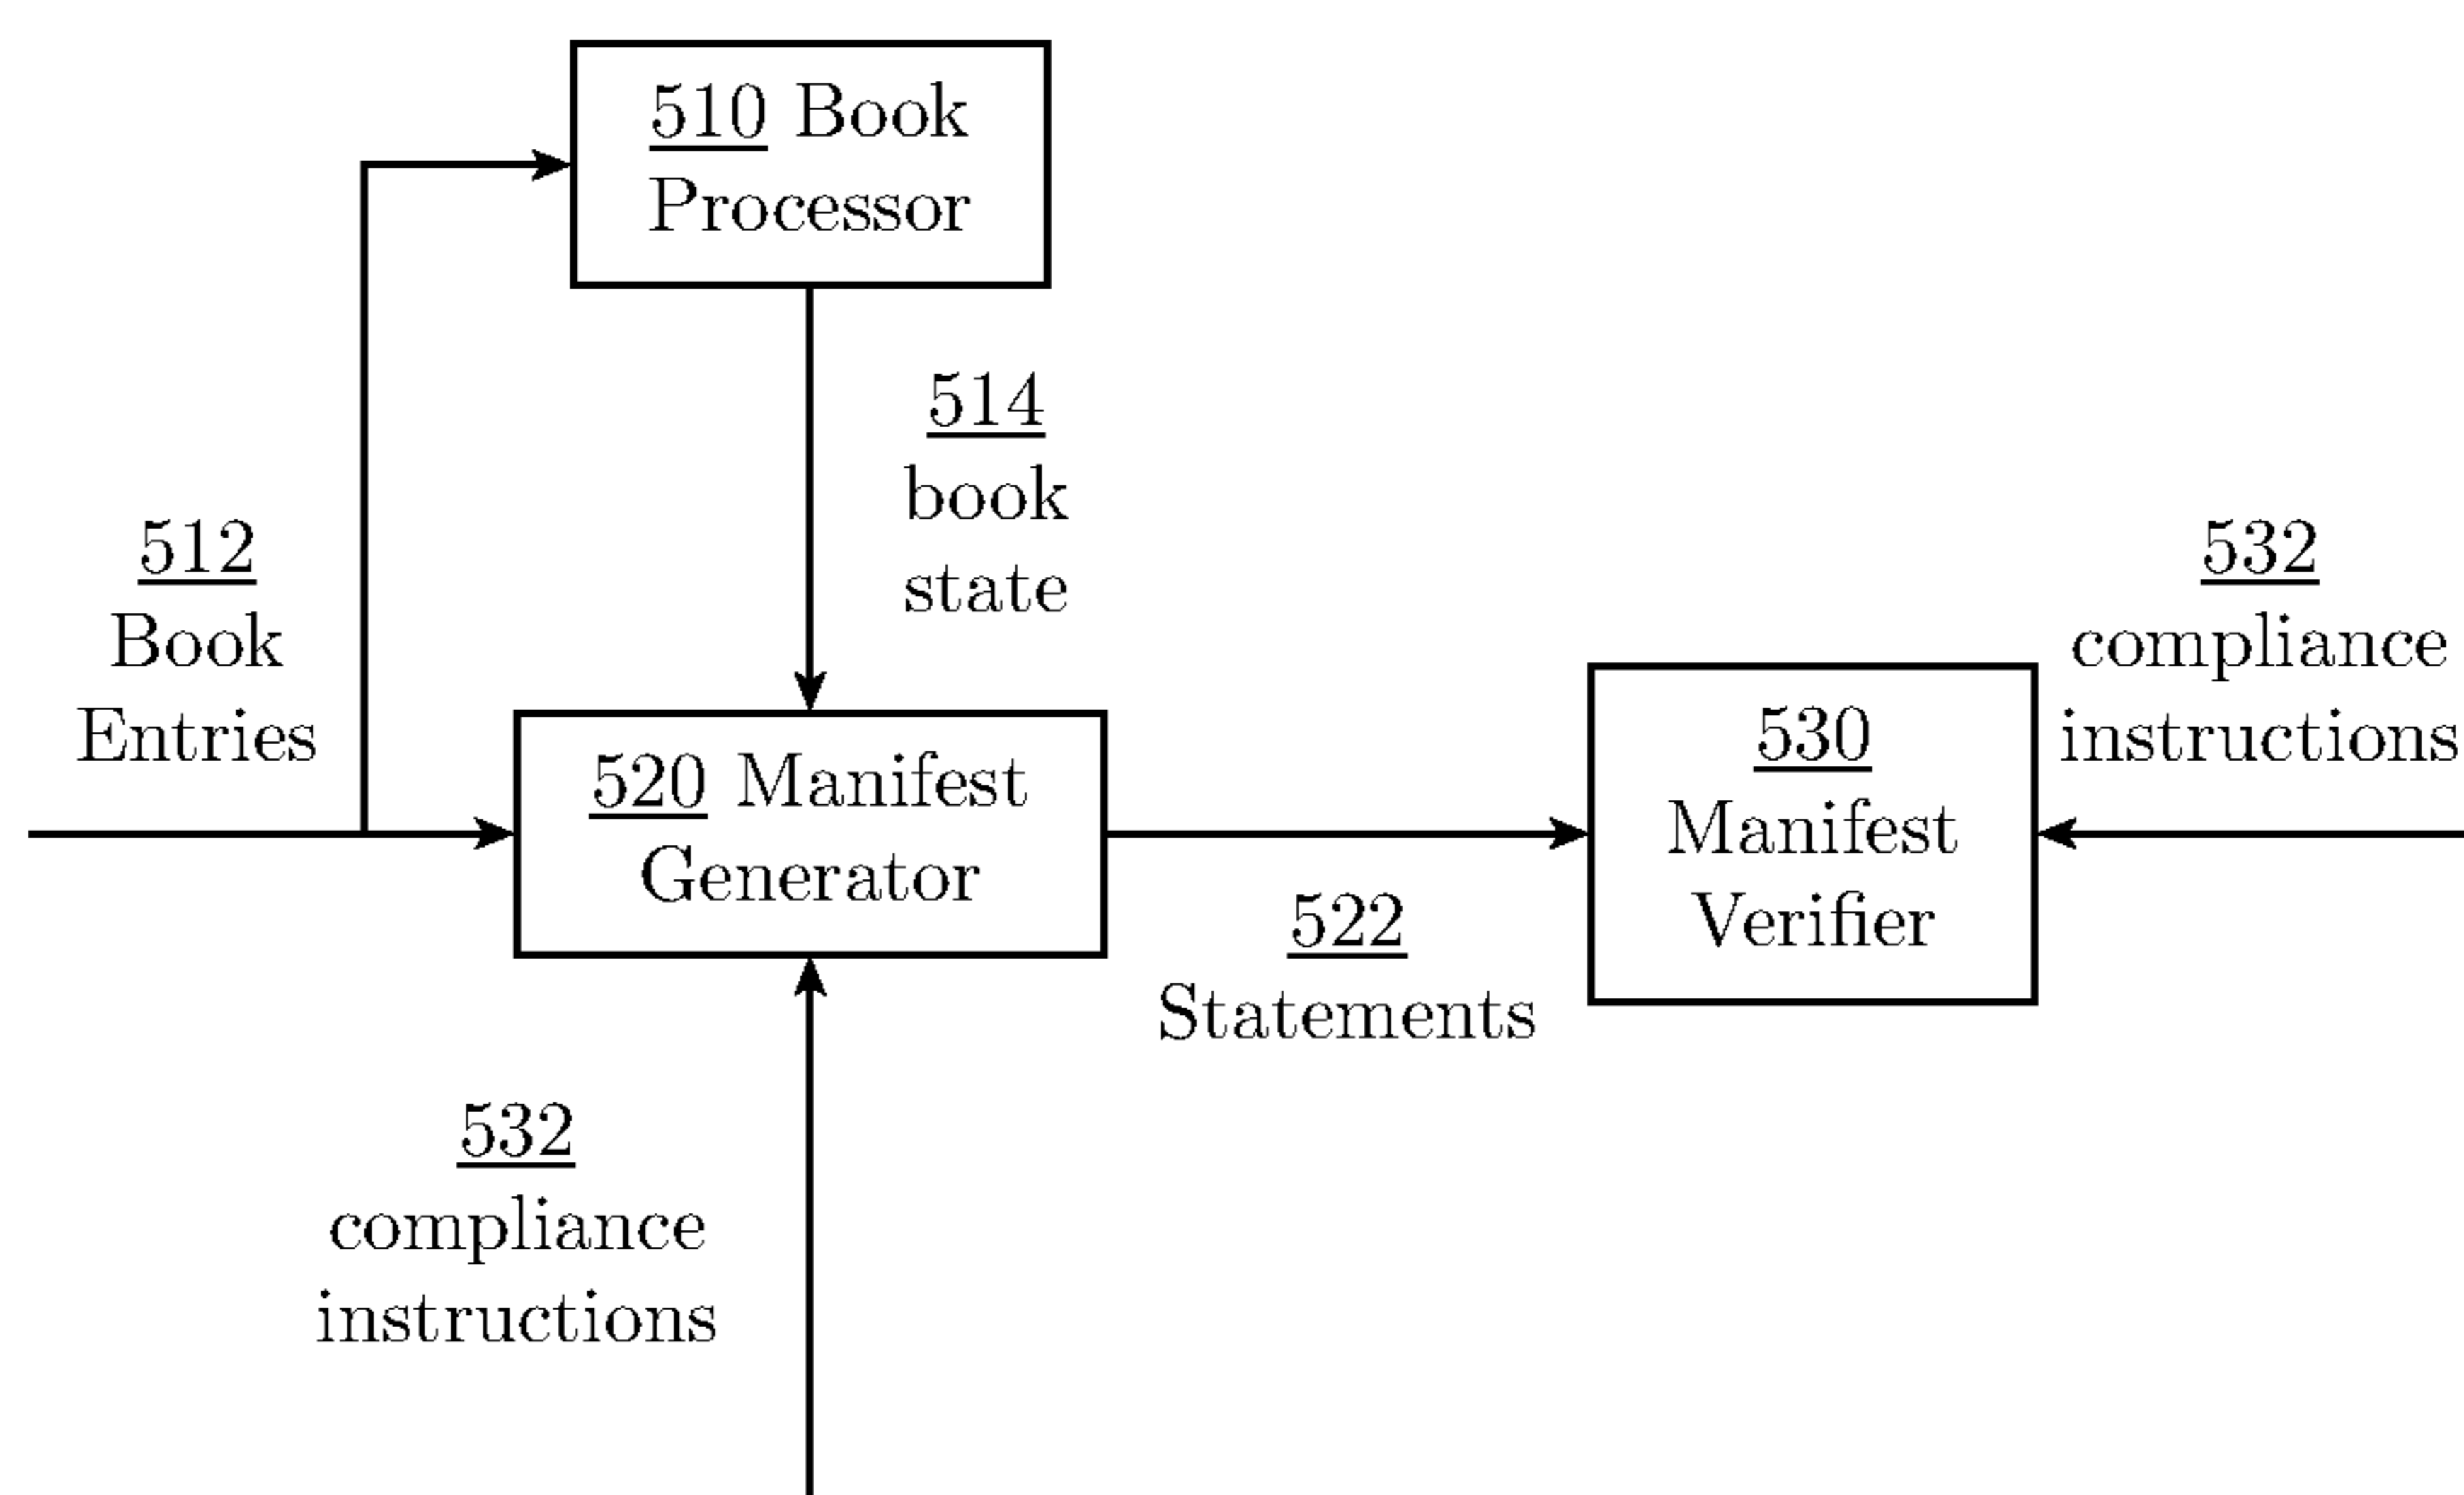 510 Book
Processor
514
book
state
512
Book
Entries
532
compliance
instructions
520 Manifest
Generator
530
Manifest
Verifier
522
Statements
532
compliance
instructions